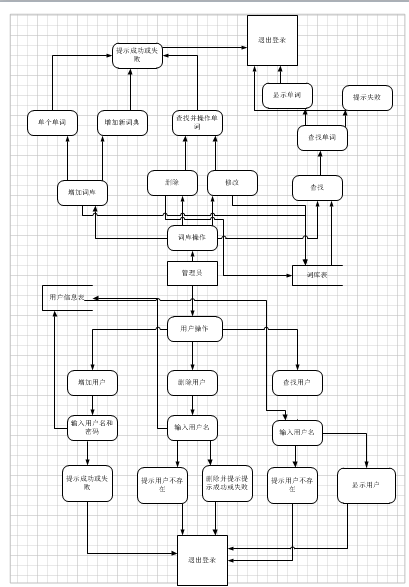 退出登录
提示成功或失
败
显示单词
提示失败
单个单词
增加新词典
查找并操作单
词
查找单词
删除
修改
查找
增加词库
词库操作
管理员
词库表
用户信息表
用户操作
增加用户
删除用户
查找用户
输入用户名和
密码
输入用户名
输入用户名
提示成功或失
败
提示用户不存
在
删除并提示提
示成功或失败
提示用户不存
在
显示用户
退出登录